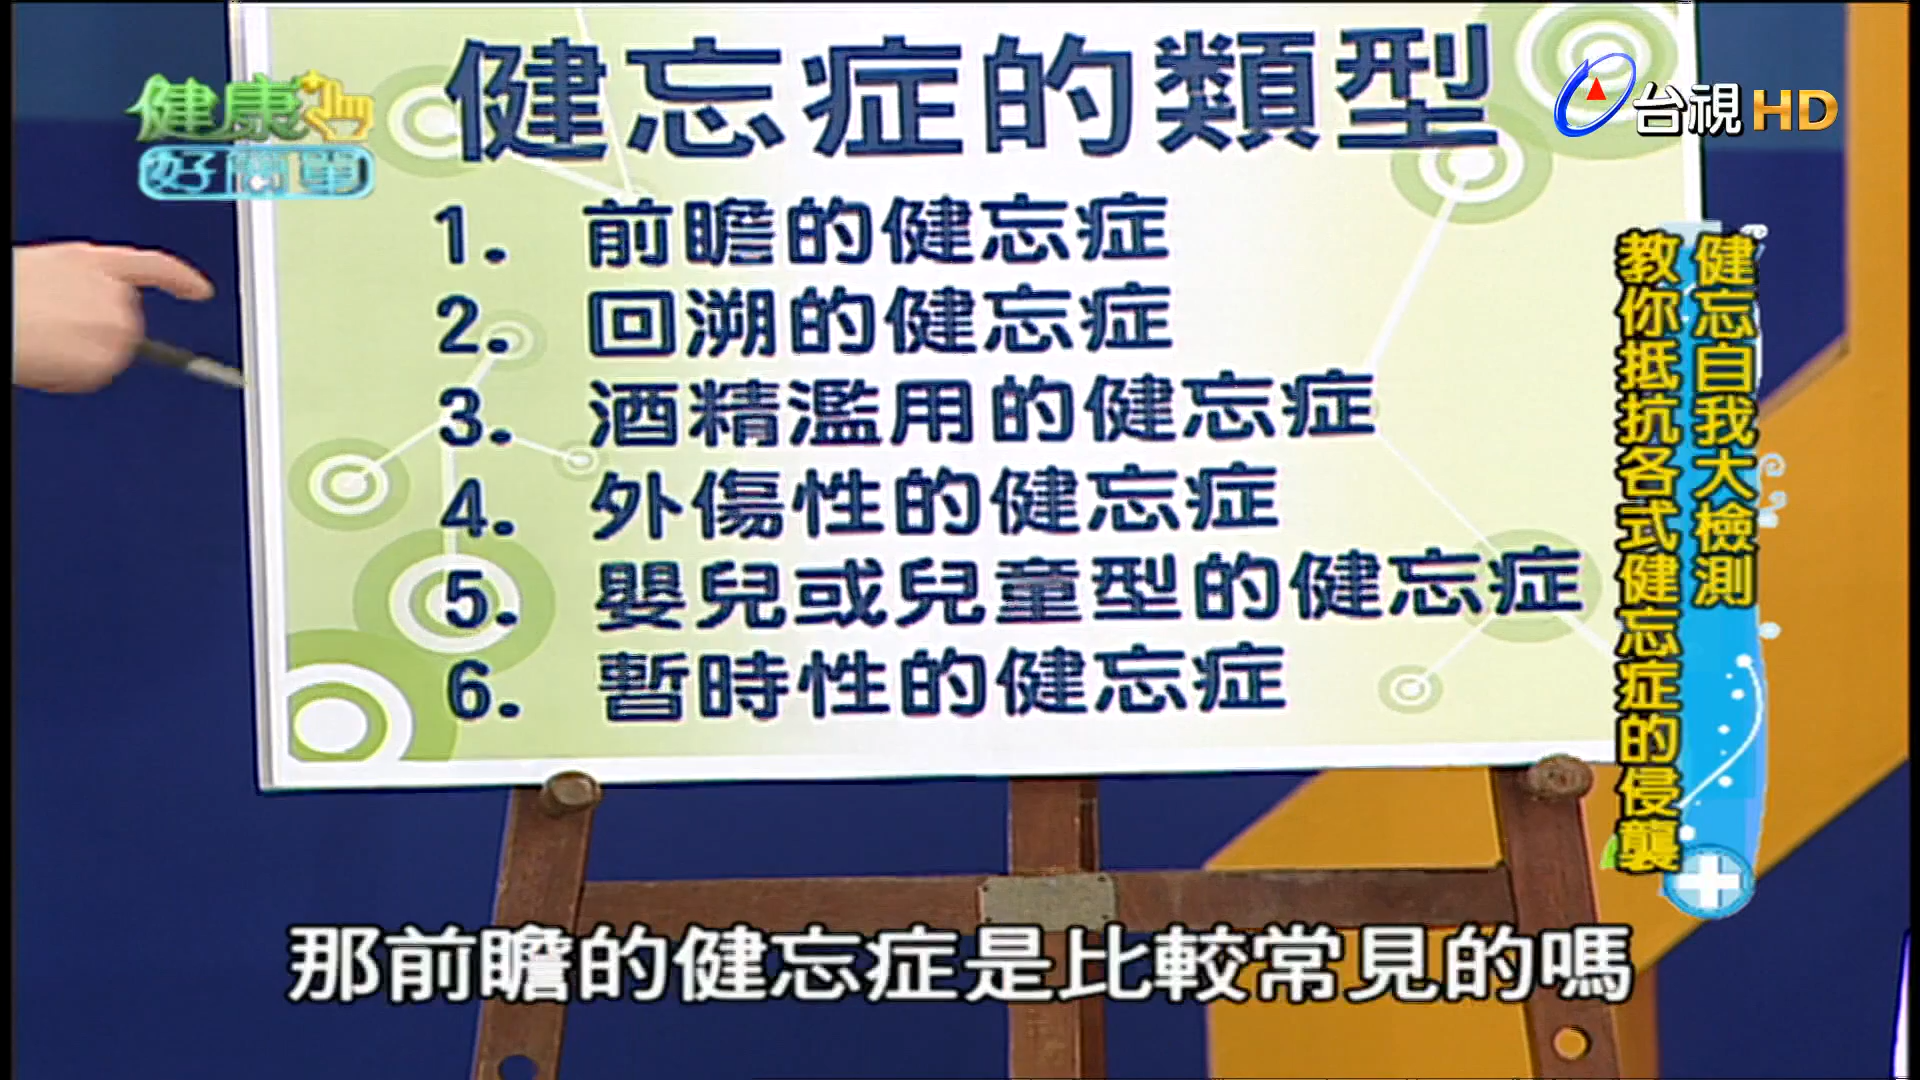 健忘症的類型
健康
好簡單
台視HD
1. 前瞻的健忘症
2. 回溯的健忘症
3. 酒精濫用的健忘症
4. 外傷性的健忘症
5. 嬰兒或兒童型的健忘症
6. 暫時性的健忘症
健忘自我大檢測
教你抵抗各式健忘症的侵襲
那前瞻的健忘症是比較常見的嗎